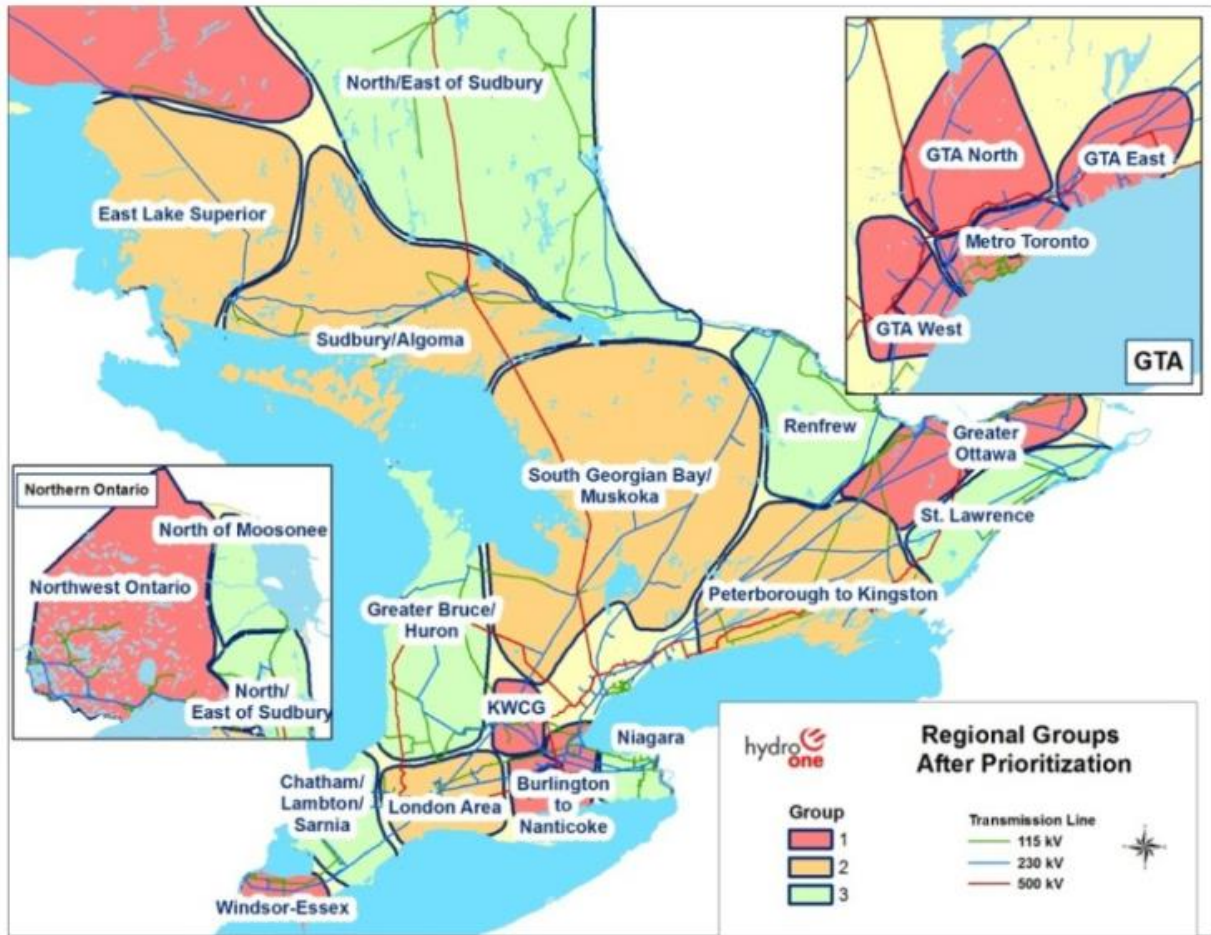 North/East of Sudbury
East Lake Superior
Sudbury/Algoma
South Georgian Bay/
Muskoka
Renfrew
Greater
Ottawa
St. Lawrence
Peterborough to Kingston
Greater Bruce/
Huron
KWCG
Niagara
Chatham/
Lambton/
Sarnia
London Area
Burlington
to
Nanticoke
Windsor-Essex
GTA North
GTA East
Metro Toronto
GTA West
GTA
Northern Ontario
North of Moosonee
Northwest Ontario
North/
East of Sudbury
hydro
one
Regional Groups
After Prioritization
Group
1
2
3
Transmission Line
115 kV
230 kV
500 kV